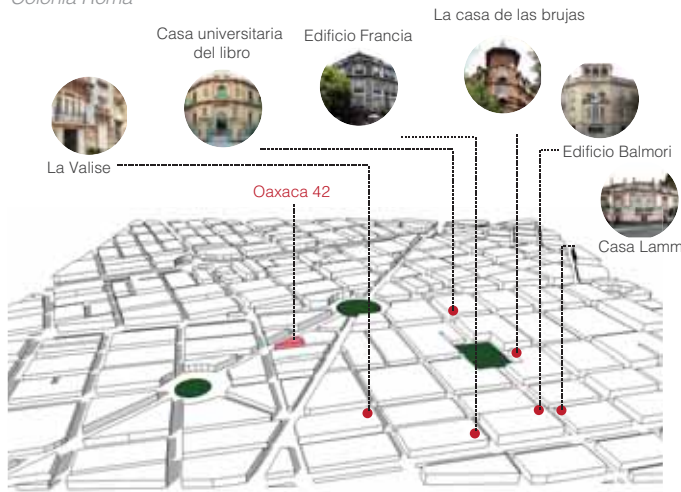 Colonia Roma
La casa de las brujas
Casa universitaria
del libro
Edificio Francia
Edificio Balmori
La Valise
Oaxaca 42
Casa Lamm